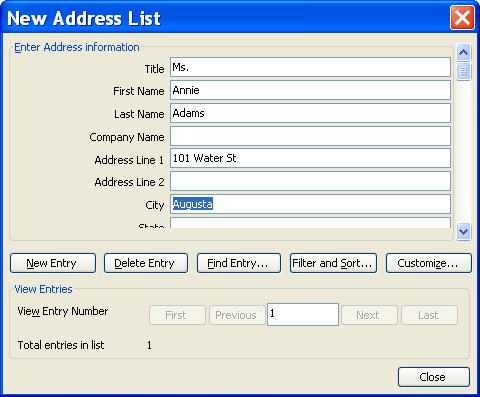 New Address List
Enter Address information
Title Ms.
First Name Annie
Last Name Adams
Company Name
Address Line 1 101 Water St
Address Line 2
City Augusta
State
New Entry Delete Entry Find Entry... Filter and Sort... Customize...
View Entries
View Entry Number First Previous 1 Next Last
Total entries in list 1
Close